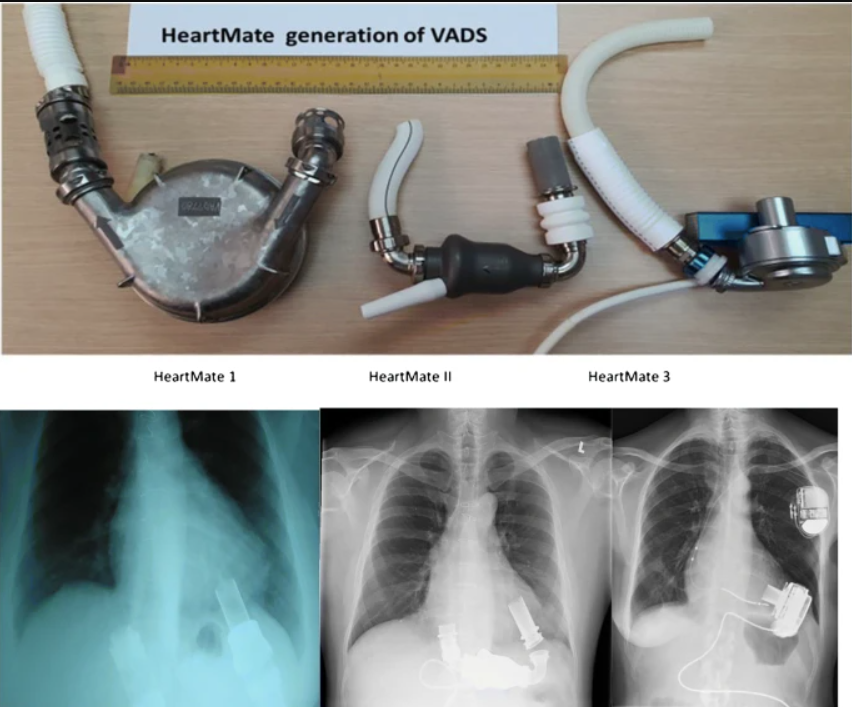 HeartMate generation of VADS
HeartMate 1
HeartMate II
HeartMate 3
L